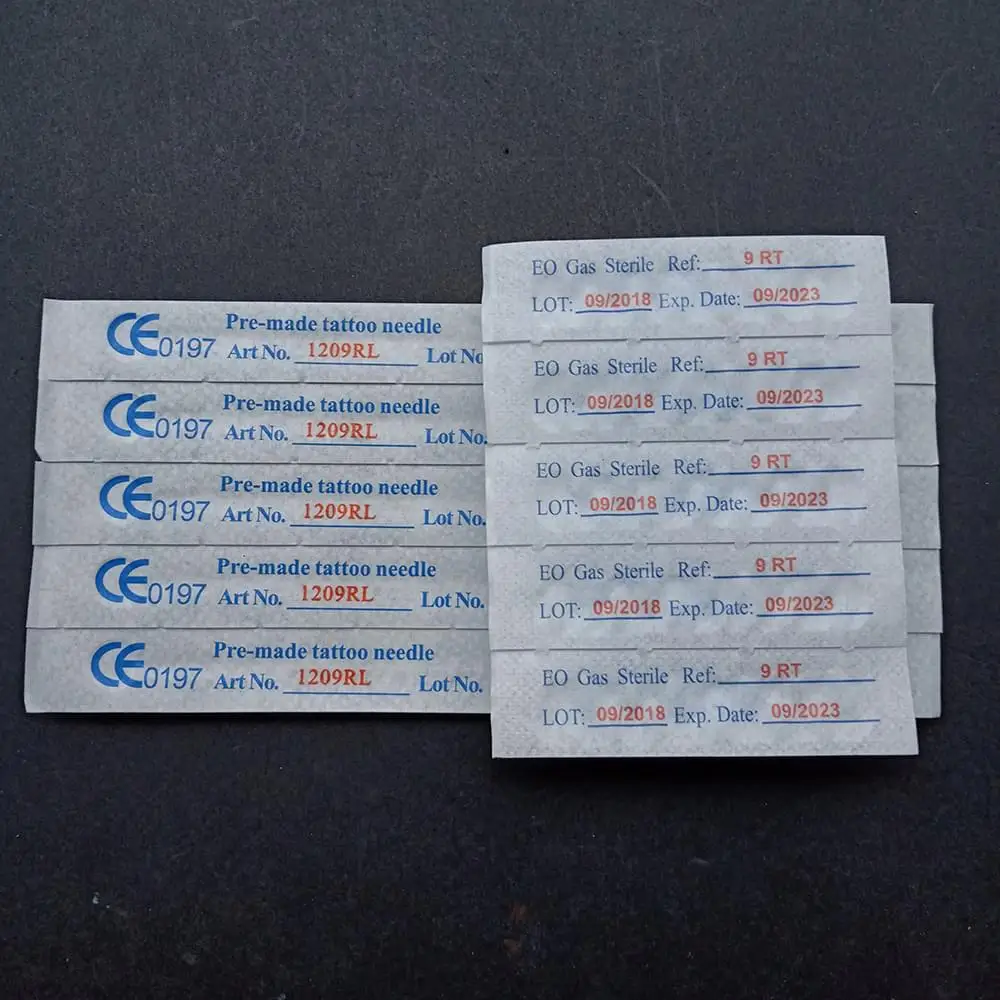 CE0197 Pre-made tattoo needle
Art No. 1209RL Lot No
CE0197 Pre-made tattoo needle
Art No. 1209RL Lot No.
CE0197 Pre-made tattoo needle
Art No. 1209RL Lot No.
CE0197 Pre-made tattoo needle
Art No. 1209RL Lot No.
CE0197 Pre-made tattoo needle
Art No. 1209RL Lot No.
EO Gas Sterile Ref: 9 RT
LOT: 09/2018 Exp. Date: 09/2023
EO Gas Sterile Ref: 9 RT
LOT: 09/2018 Exp. Date: 09/2023
EO Gas Sterile Ref: 9 RT
LOT: 09/2018 Exp. Date: 09/2023
EO Gas Sterile Ref: 9 RT
LOT: 09/2018 Exp. Date: 09/2023
EO Gas Sterile Ref: 9 RT
LOT: 09/2018 Exp. Date: 09/2023